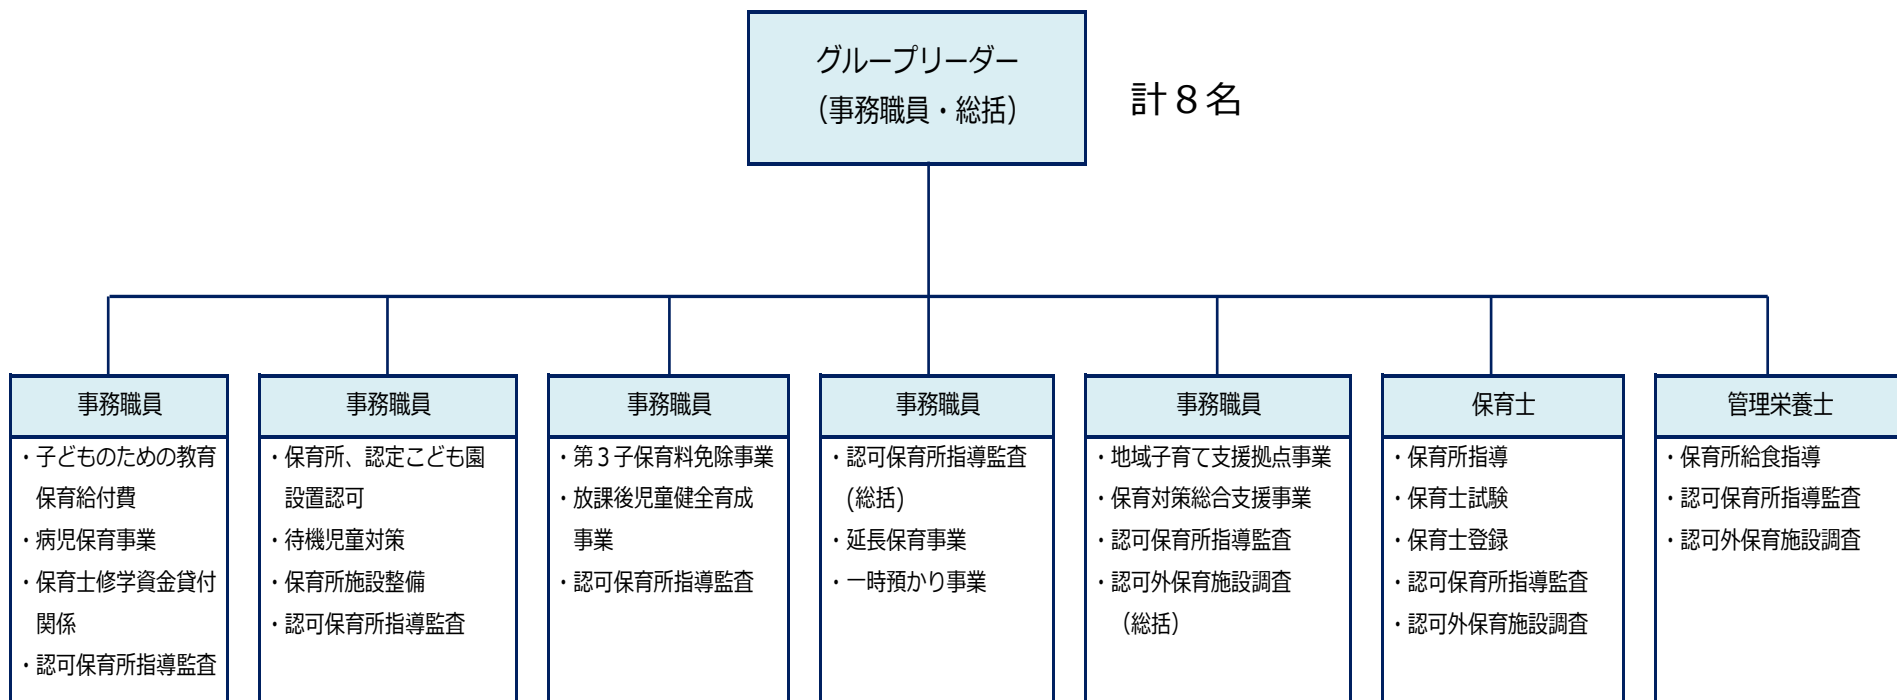 グループリーダー
（事務職員・総括）
計８名
事務職員
・子どものための教育
保育給付費
・病児保育事業
・保育士修学資金貸付
関係
・認可保育所指導監査
事務職員
・保育所、認定こども園
設置認可
・待機児童対策
・保育所施設整備
・認可保育所指導監査
事務職員
・第３子保育料免除事業
・放課後児童健全育成
事業
・認可保育所指導監査
事務職員
・認可保育所指導監査
(総括)
・延長保育事業
・一時預かり事業
事務職員
・地域子育て支援拠点事業
・保育対策総合支援事業
・認可保育所指導監査
・認可外保育施設調査
（総括）
保育士
・保育所指導
・保育士試験
・保育士登録
・認可保育所指導監査
・認可外保育施設調査
管理栄養士
・保育所給食指導
・認可保育所指導監査
・認可外保育施設調査